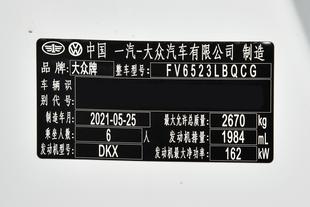 中国 一汽-大众汽车有限公司 制造
品牌: 大众牌 整车型号: FV6523LBQCG
车辆识别代号:
制造年月: 2021-05-25 最大允许总质量: 2670 kg
乘坐人数: 6 人 发动机排量: 1984 mL
发动机型号: DKX 发动机最大净功率: 162 kW